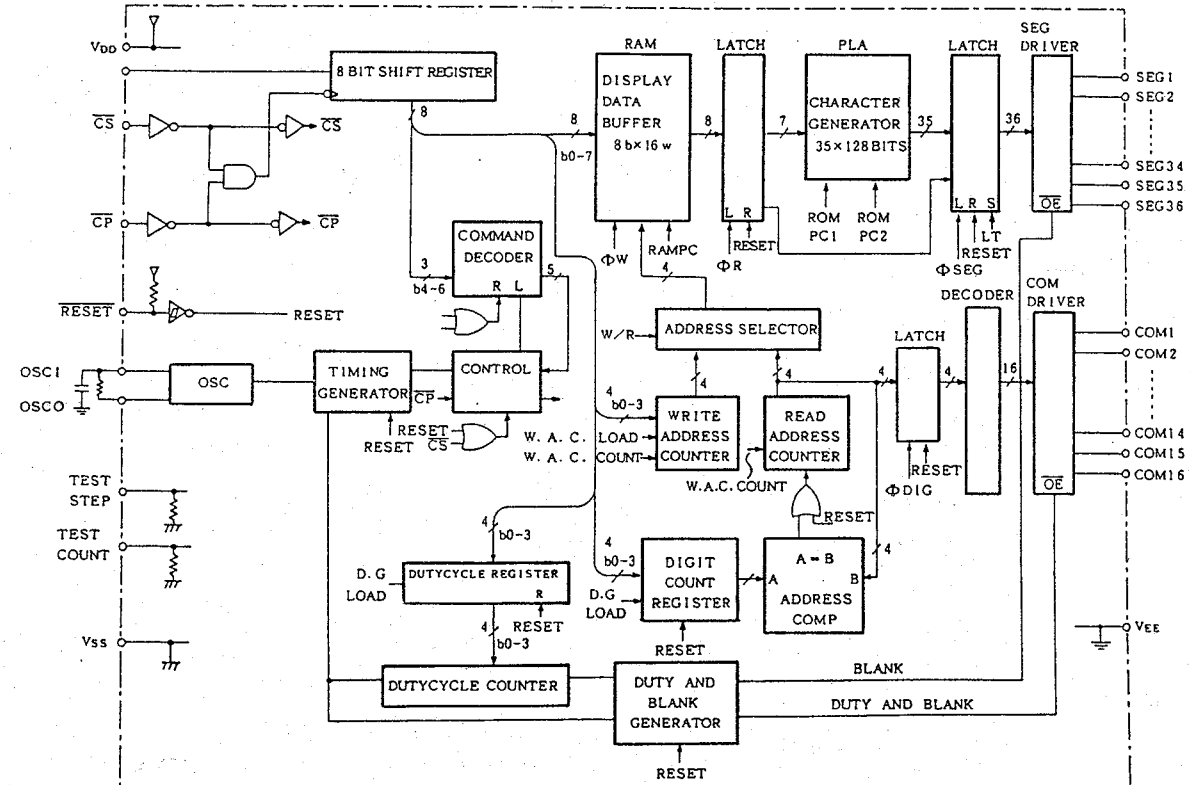 VDD
8 BIT SHIFT REGISTER
CS
CS
CP
CP
RESET
RESET
OSCI
OSCO
OSC
TIMING
GENERATOR
RESET
CP
COMMAND
DECODER
R L
3
b4-6
5
8
CONTROL
RESET
CS
RAM
DISPLAY
DATA
BUFFER
8b×16w
8
b0-7
ΦW
RAMPC
4
8
LATCH
L R
RESET
ΦR
7
PLA
CHARACTER
GENERATOR
35×128BITS
ROM
PC1
ROM
PC2
35
LATCH
L R S
LT
RESET
ΦSEG
36
SEG
DRIVER
OE
SEG1
SEG2
SEG34
SEG35
SEG36
W/R
ADDRESS SELECTOR
4
4
4
b0-3
WRITE
ADDRESS
COUNTER
W. A. C. LOAD
W. A. C. COUNT
READ
ADDRESS
COUNTER
W.A.C. COUNT
RESET
4
LATCH
RESET
ΦDIG
4
DECODER
16
COM
DRIVER
OE
COM1
COM2
COM14
COM15
COM16
TEST
STEP
TEST
COUNT
VSS
4
b0-3
DUTYCYCLE REGISTER
R
D.G
LOAD
RESET
4
b0-3
DUTYCYCLE COUNTER
4
b0-3
DIGIT
COUNT
REGISTER
D.G
LOAD
RESET
A = B
A B
ADDRESS
COMP
4
VEE
DUTY AND
BLANK
GENERATOR
RESET
BLANK
DUTY AND BLANK